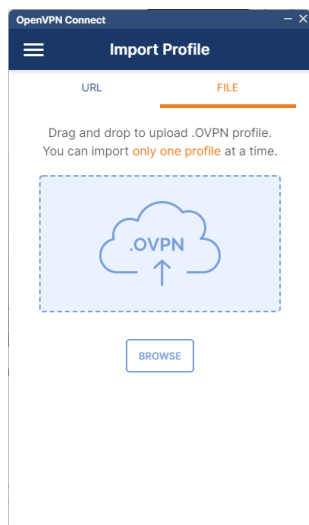 OpenVPN Connect
Import Profile
URL
FILE
Drag and drop to upload .OVPN profile.
You can import only one profile at a time.
.OVPN
BROWSE